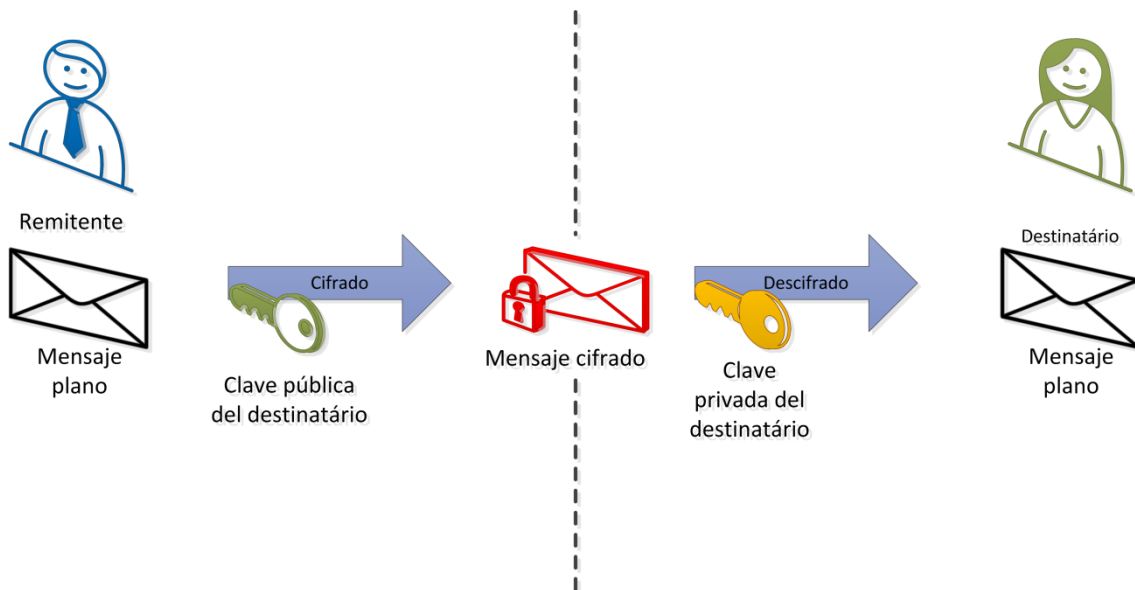 Remitente
Destinatário
Cifrado
Descifrado
Mensaje
plano
Clave pública
del destinatário
Mensaje cifrado
Clave
privada del
destinatário
Mensaje
plano